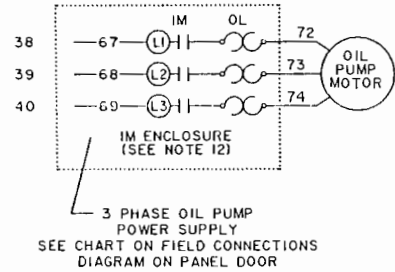 IM OL
38 67 L1 72
39 68 L2 73
40 69 L3 74
OIL
PUMP
MOTOR
IM ENCLOSURE
(SEE NOTE 12)
3 PHASE OIL PUMP
POWER SUPPLY
SEE CHART ON FIELD CONNECTIONS
DIAGRAM ON PANEL DOOR